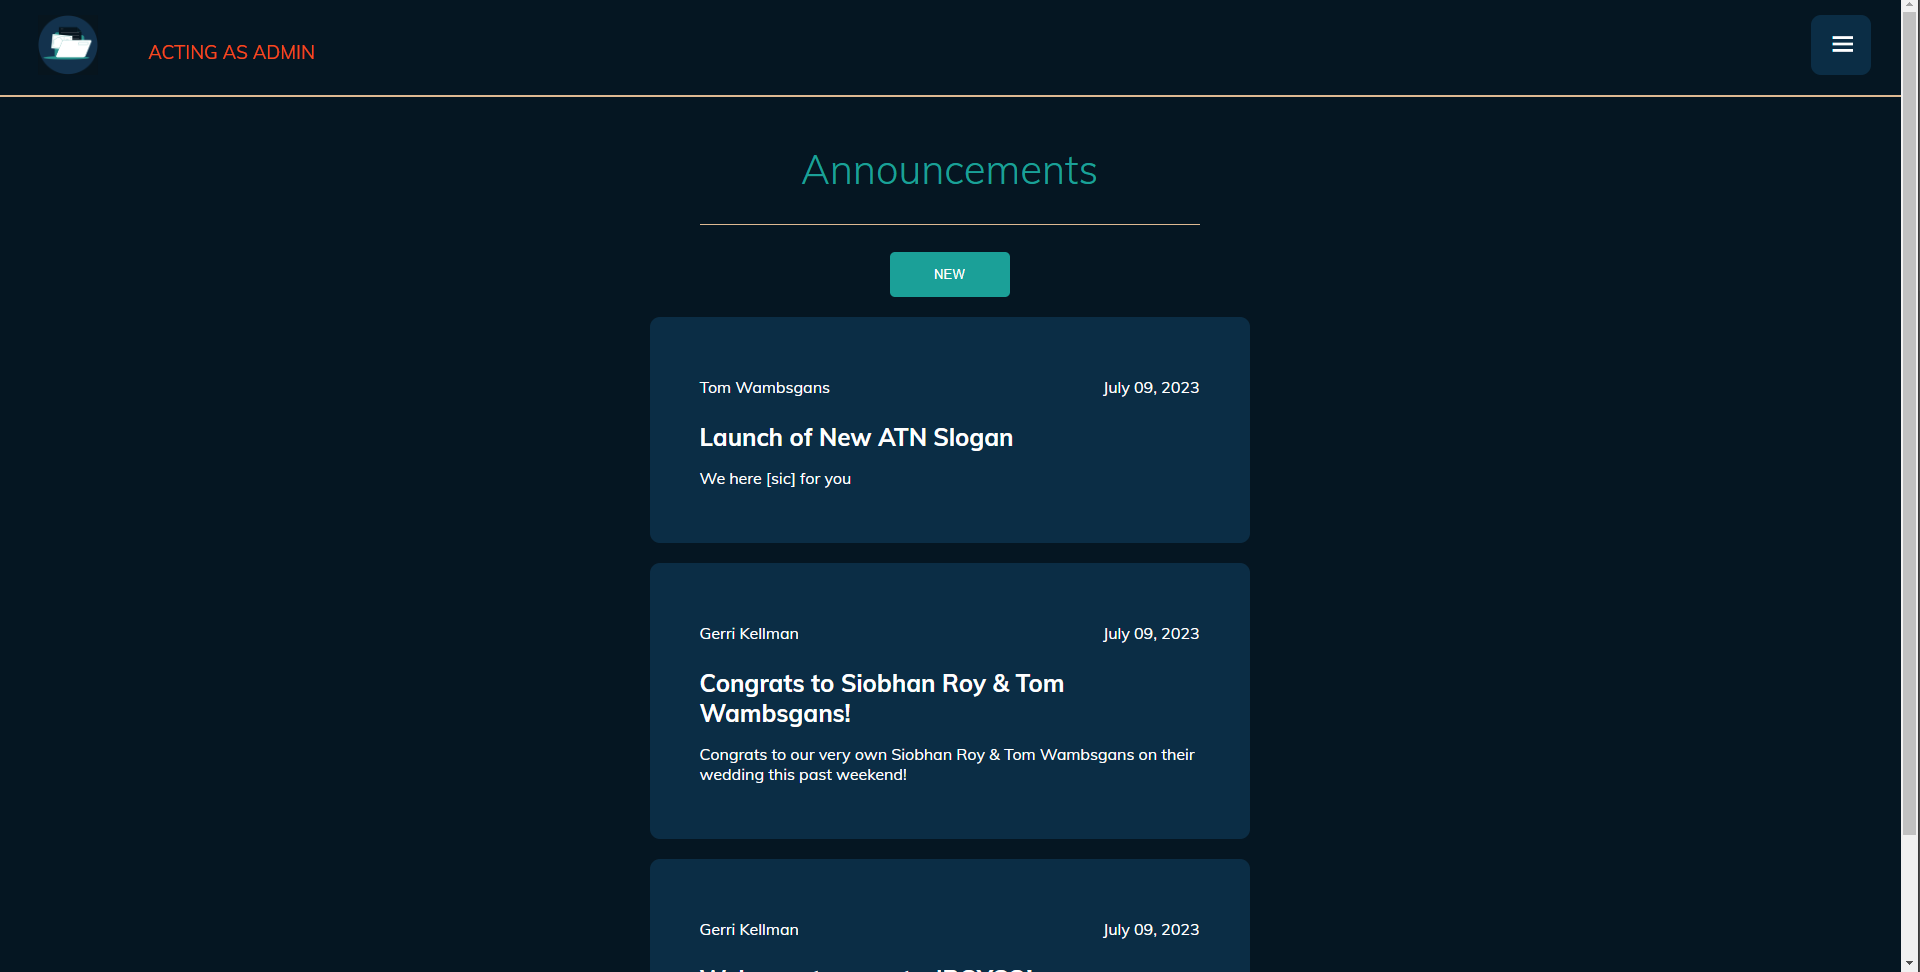 ACTING AS ADMIN
Announcements
NEW
Tom Wambsgans July 09, 2023
Launch of New ATN Slogan
We here [sic] for you
Gerri Kellman July 09, 2023
Congrats to Siobhan Roy & Tom
Wambsgans!
Congrats to our very own Siobhan Roy & Tom Wambsgans on their
wedding this past weekend!
Gerri Kellman July 09, 2023